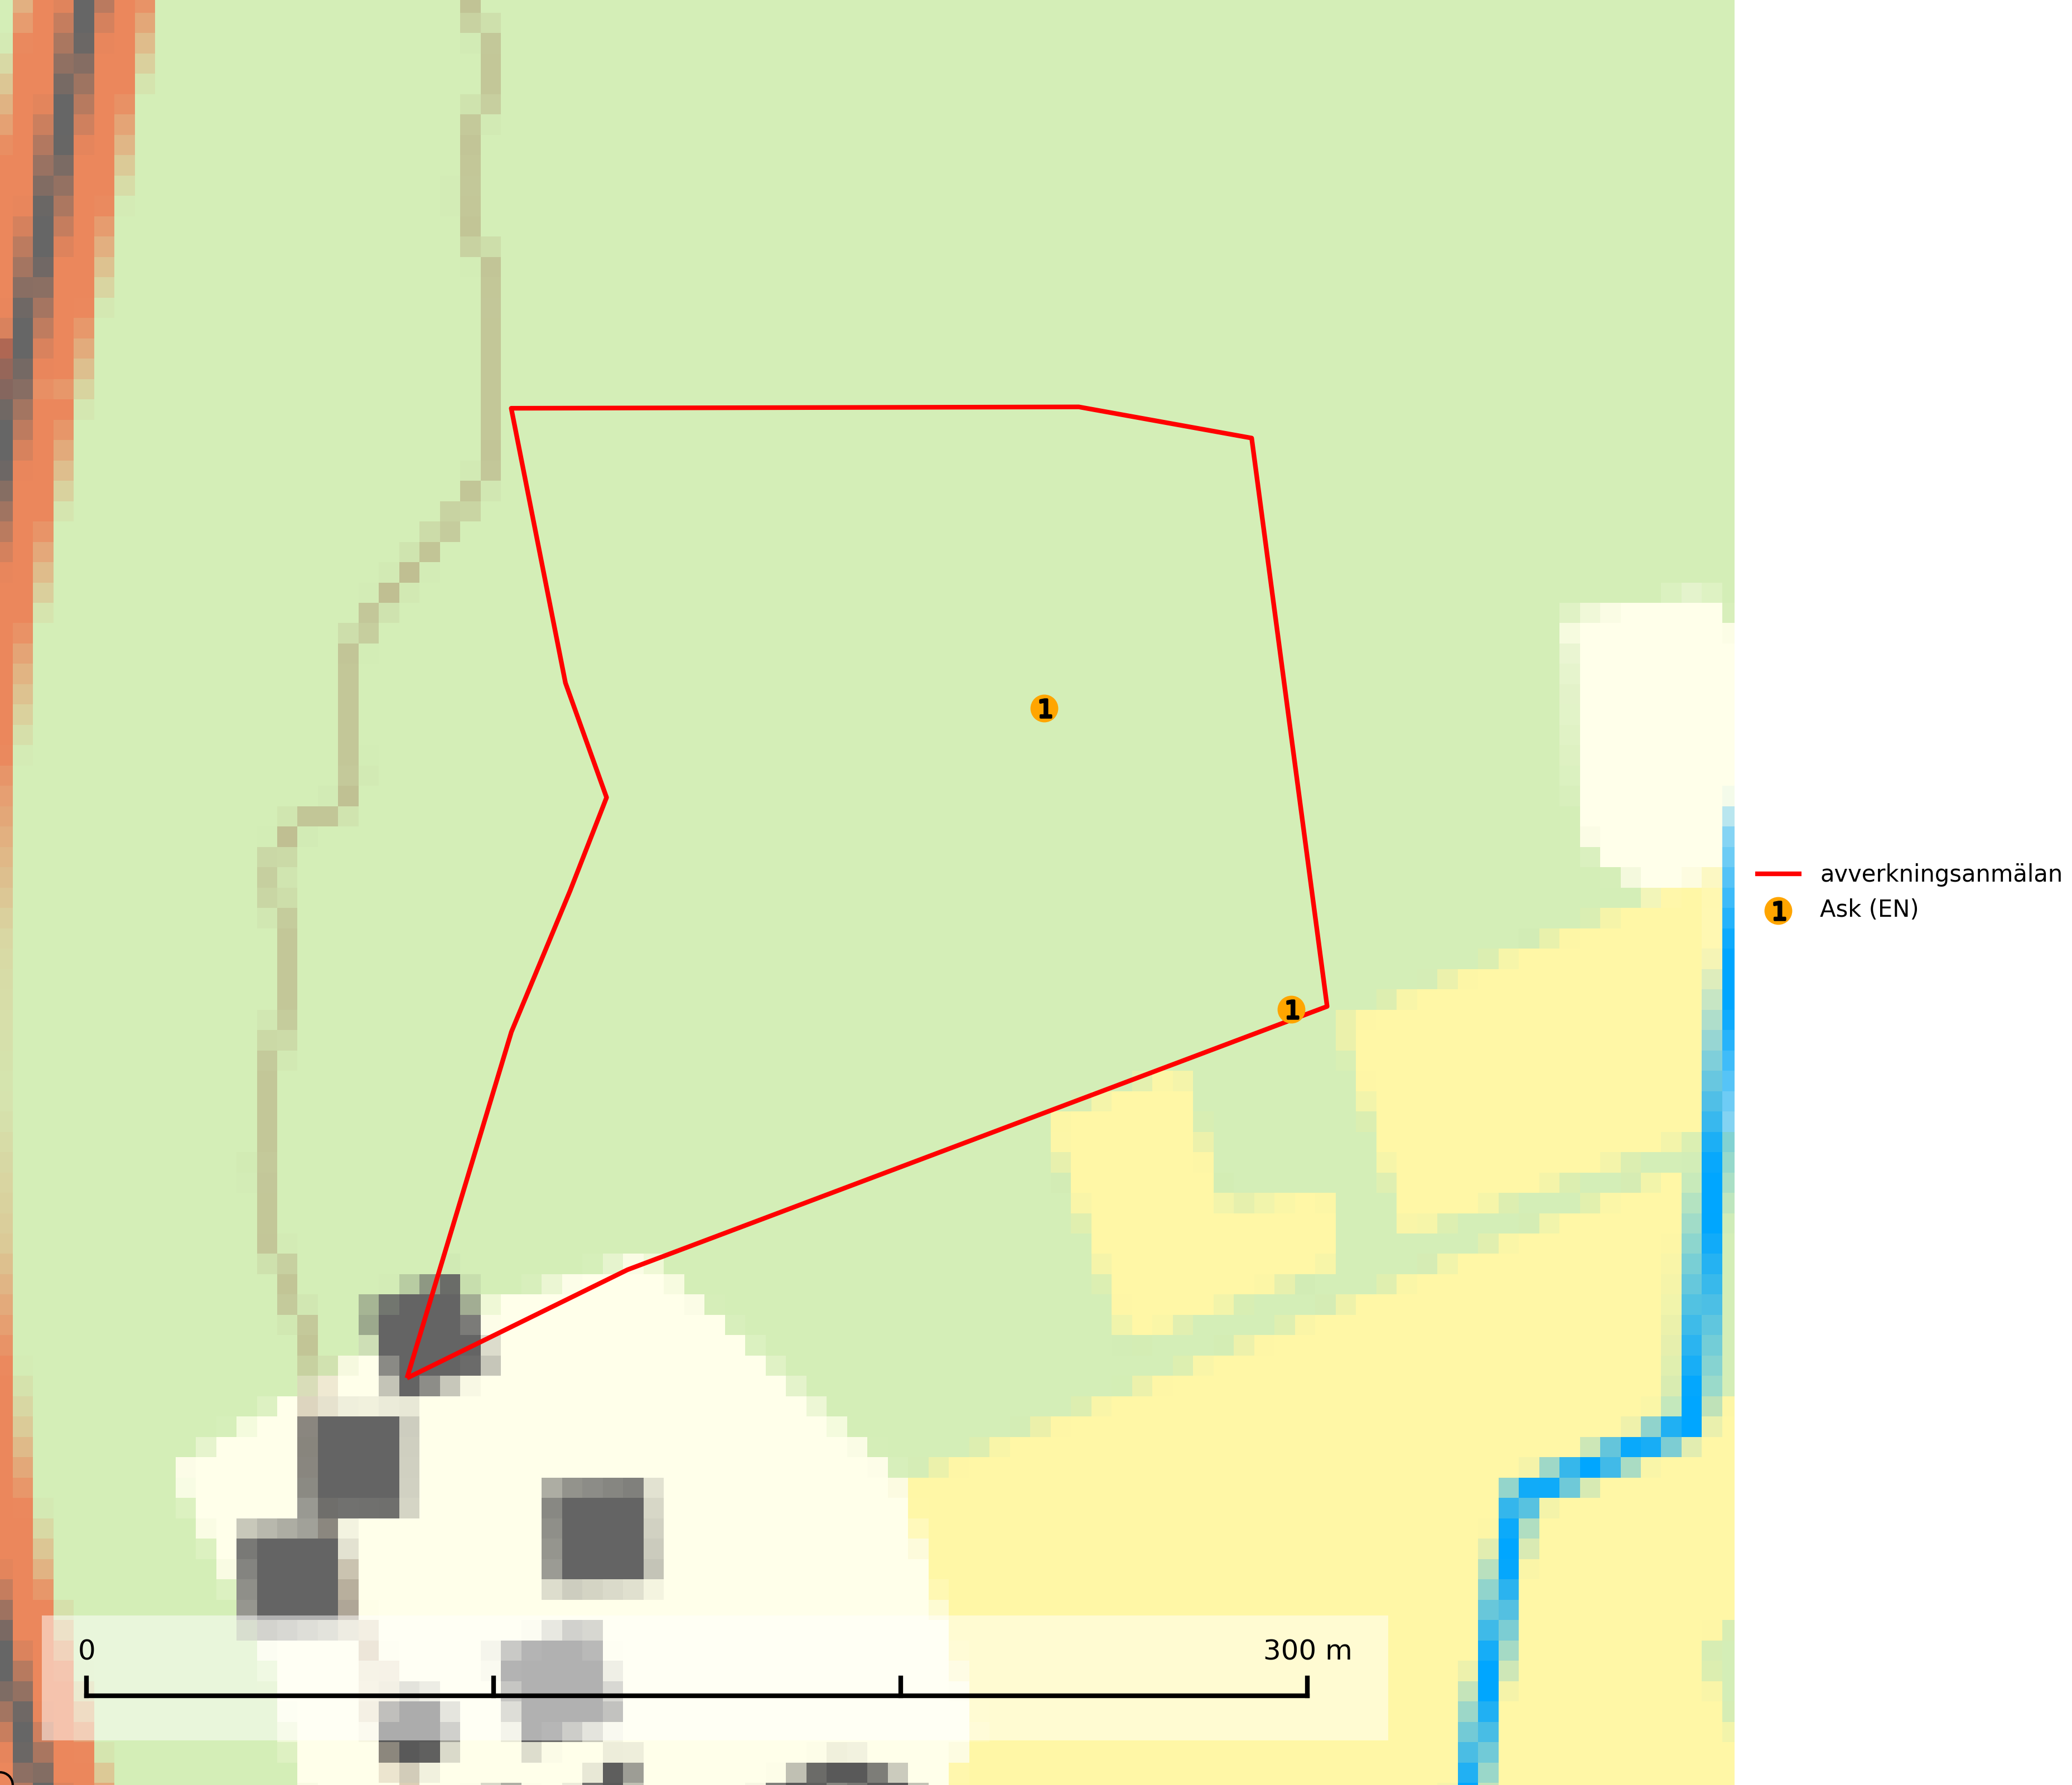 1
1
avverkningsanmälan
1 Ask (EN)
0 300 m